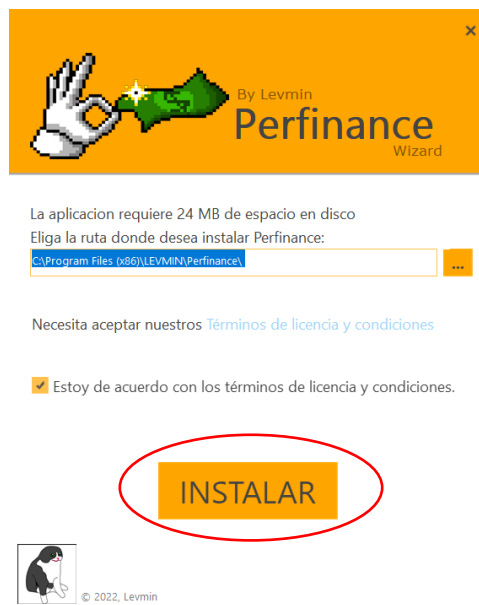 By Levmin
Perfinance
Wizard
La aplicacion requiere 24 MB de espacio en disco
Eliga la ruta donde desea instalar Perfinance:
C:\Program Files (x86)\LEVMIN\Perfinance\
...
Necesita aceptar nuestros Términos de licencia y condiciones
Estoy de acuerdo con los términos de licencia y condiciones.
INSTALAR
© 2022, Levmin